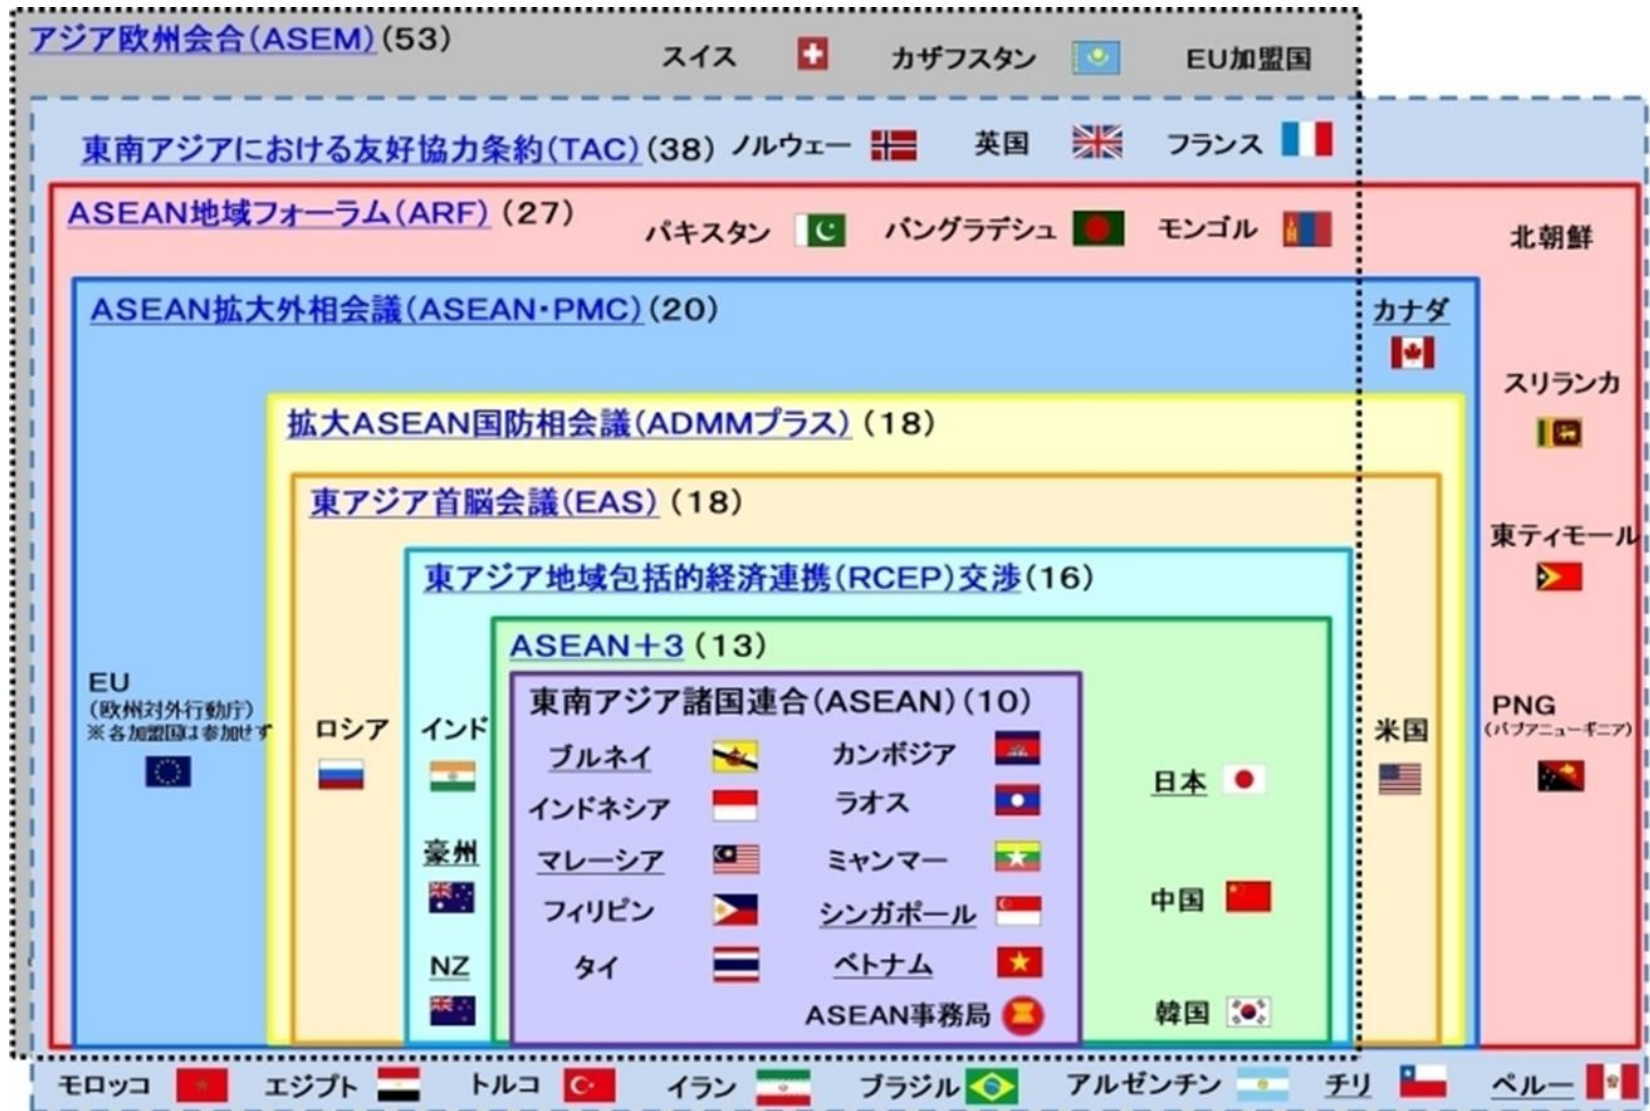 アジア欧州会合(ASEM)(53)
スイス カザフスタン EU加盟国
東南アジアにおける友好協力条約(TAC)(38) ノルウェー 英国 フランス
ASEAN地域フォーラム(ARF)(27)
パキスタン バングラデシュ モンゴル 北朝鮮
ASEAN拡大外相会議(ASEAN・PMC)(20) カナダ
スリランカ
拡大ASEAN国防相会議(ADMMプラス)(18)
東アジア首脳会議(EAS)(18)
東ティモール
東アジア地域包括的経済連携(RCEP)交渉(16)
ASEAN+3(13)
EU
(欧州対外行動庁)
※各加盟国は参加せず
東南アジア諸国連合(ASEAN)(10)
PNG
(パプアニューギニア)
ロシア インド 米国
ブルネイ カンボジア
日本
インドネシア ラオス
豪州 マレーシア ミャンマー
フィリピン シンガポール 中国
NZ タイ ベトナム
ASEAN事務局 韓国
モロッコ エジプト トルコ イラン ブラジル アルゼンチン チリ ペルー